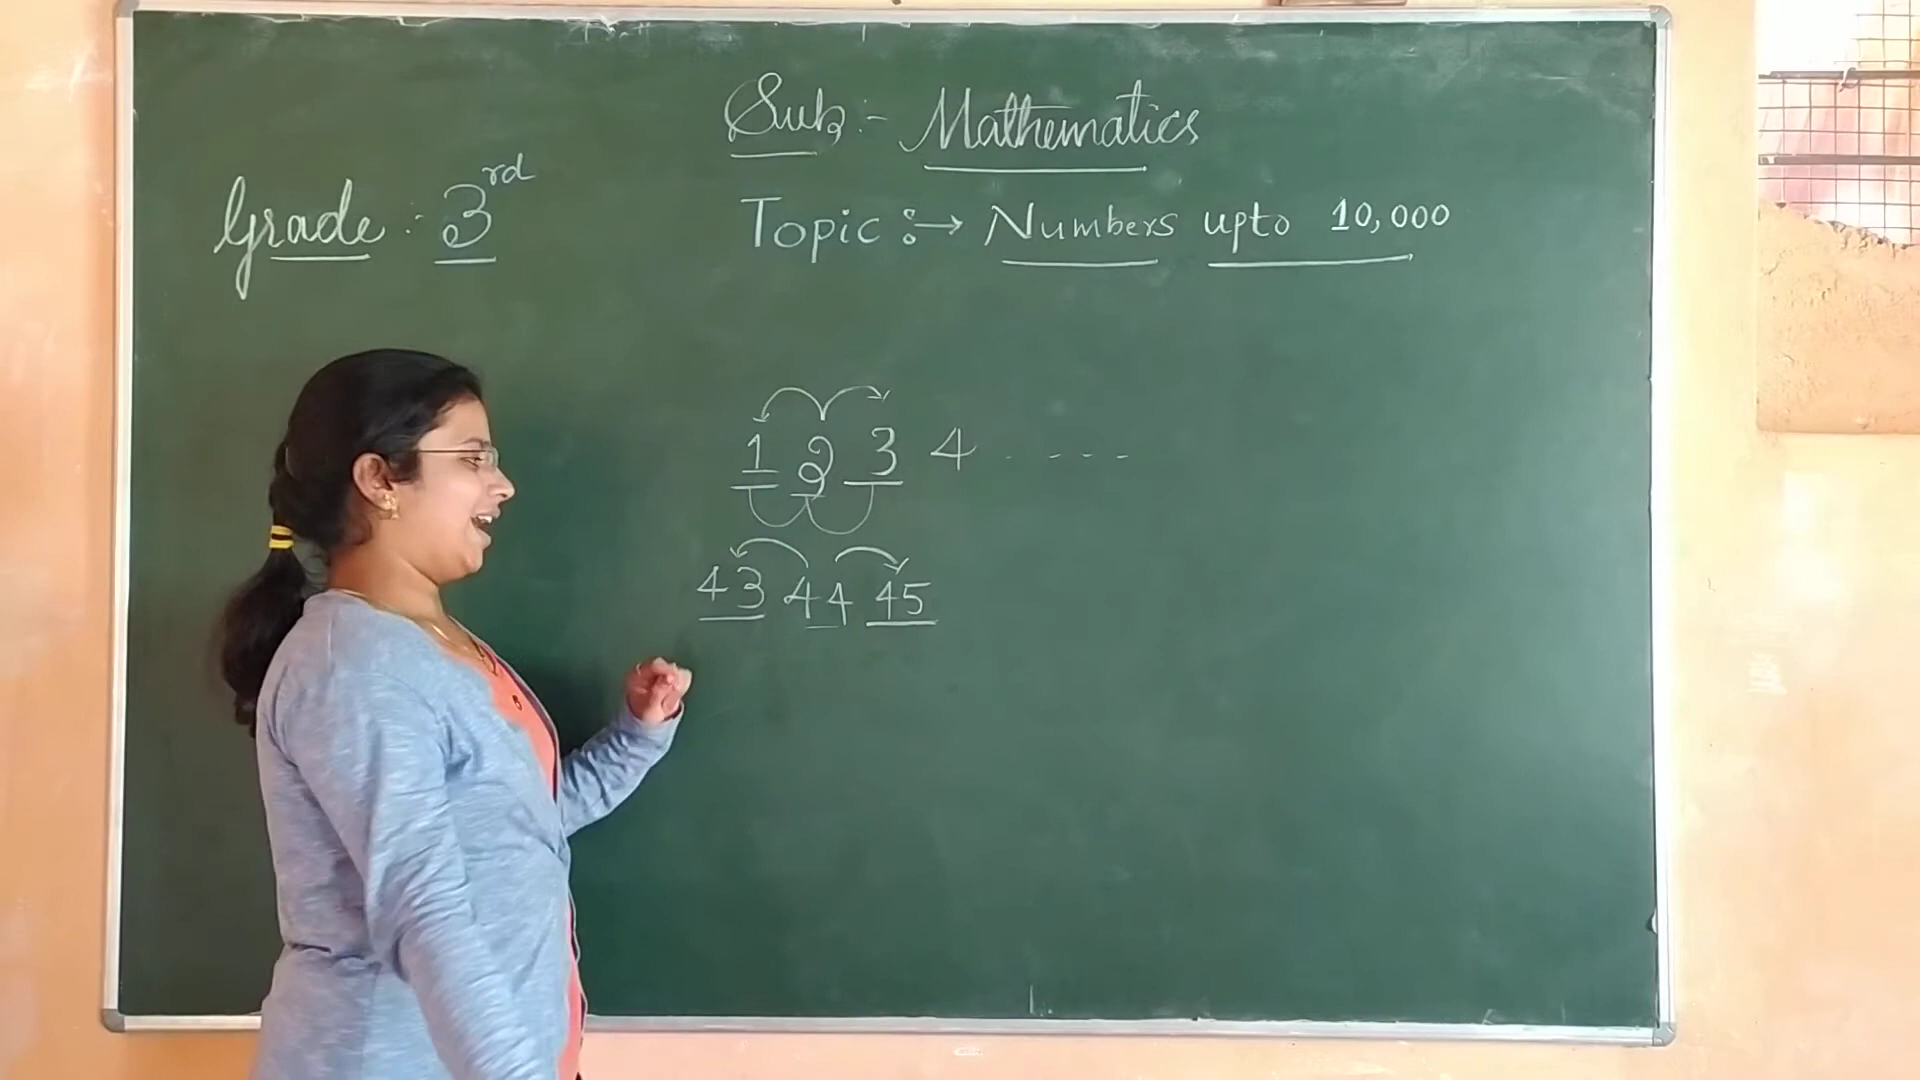 Sub:- Mathematics
Grade : 3rd
Topic :→ Numbers upto 10,000
1 2 3 4 . - - - -
43 44 45